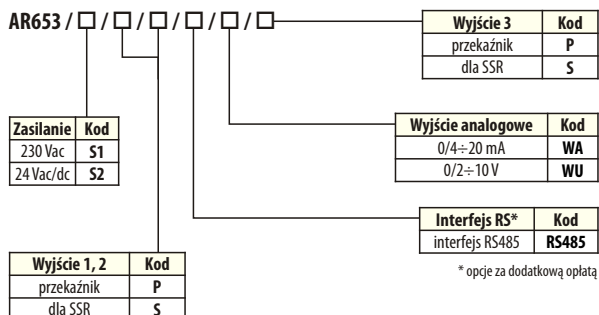 AR653 / □ / □ / □ / □ / □ / □
Wyjście 3 Kod
przekaźnik P
dla SSR S
Zasilanie Kod
230 Vac S1
24 Vac/dc S2
Wyjście analogowe Kod
0/4÷20 mA WA
0/2÷10 V WU
Interfejs RS* Kod
interfejs RS485 RS485
* opcje za dodatkową opłatą
Wyjście 1, 2 Kod
przekaźnik P
dla SSR S